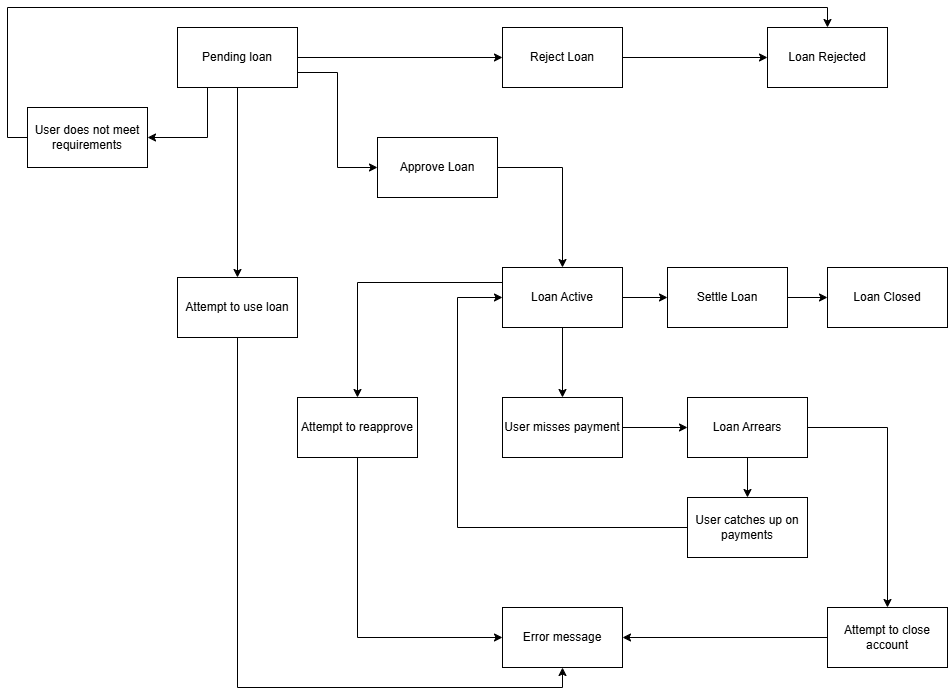 Pending loan
Reject Loan
Loan Rejected
User does not meet
requirements
Approve Loan
Attempt to use loan
Loan Active
Settle Loan
Loan Closed
Attempt to reapprove
User misses payment
Loan Arrears
User catches up on
payments
Error message
Attempt to close
account